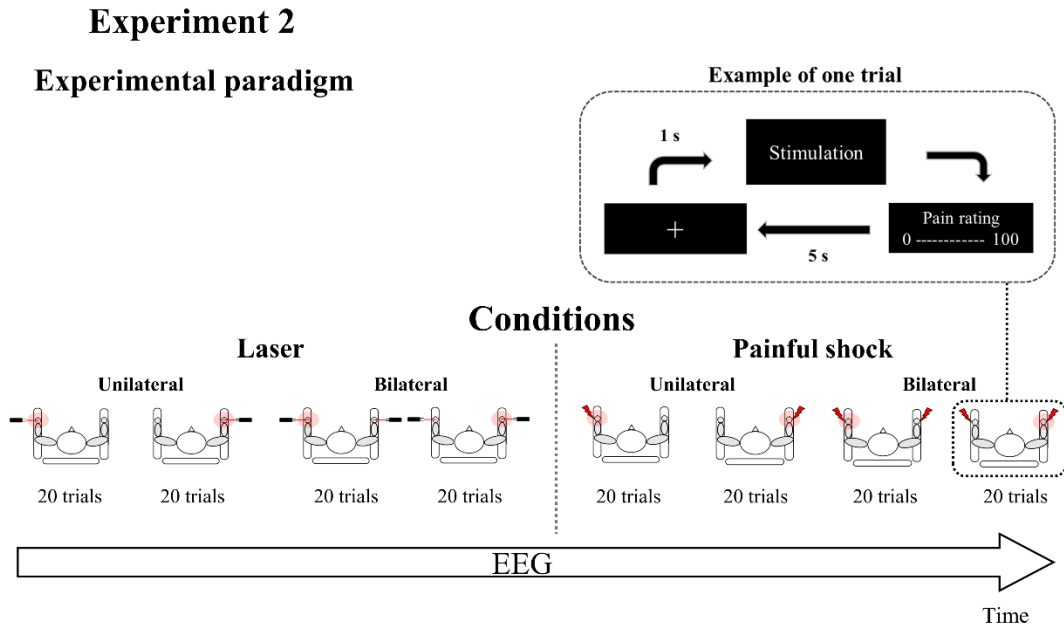 Experiment 2
Experimental paradigm
Example of one trial
1 s
Stimulation
+
Pain rating
0 ------------ 100
5 s
Conditions
Laser
Painful shock
Unilateral
Bilateral
Unilateral
Bilateral
20 trials
20 trials
20 trials
20 trials
20 trials
20 trials
20 trials
20 trials
EEG
Time